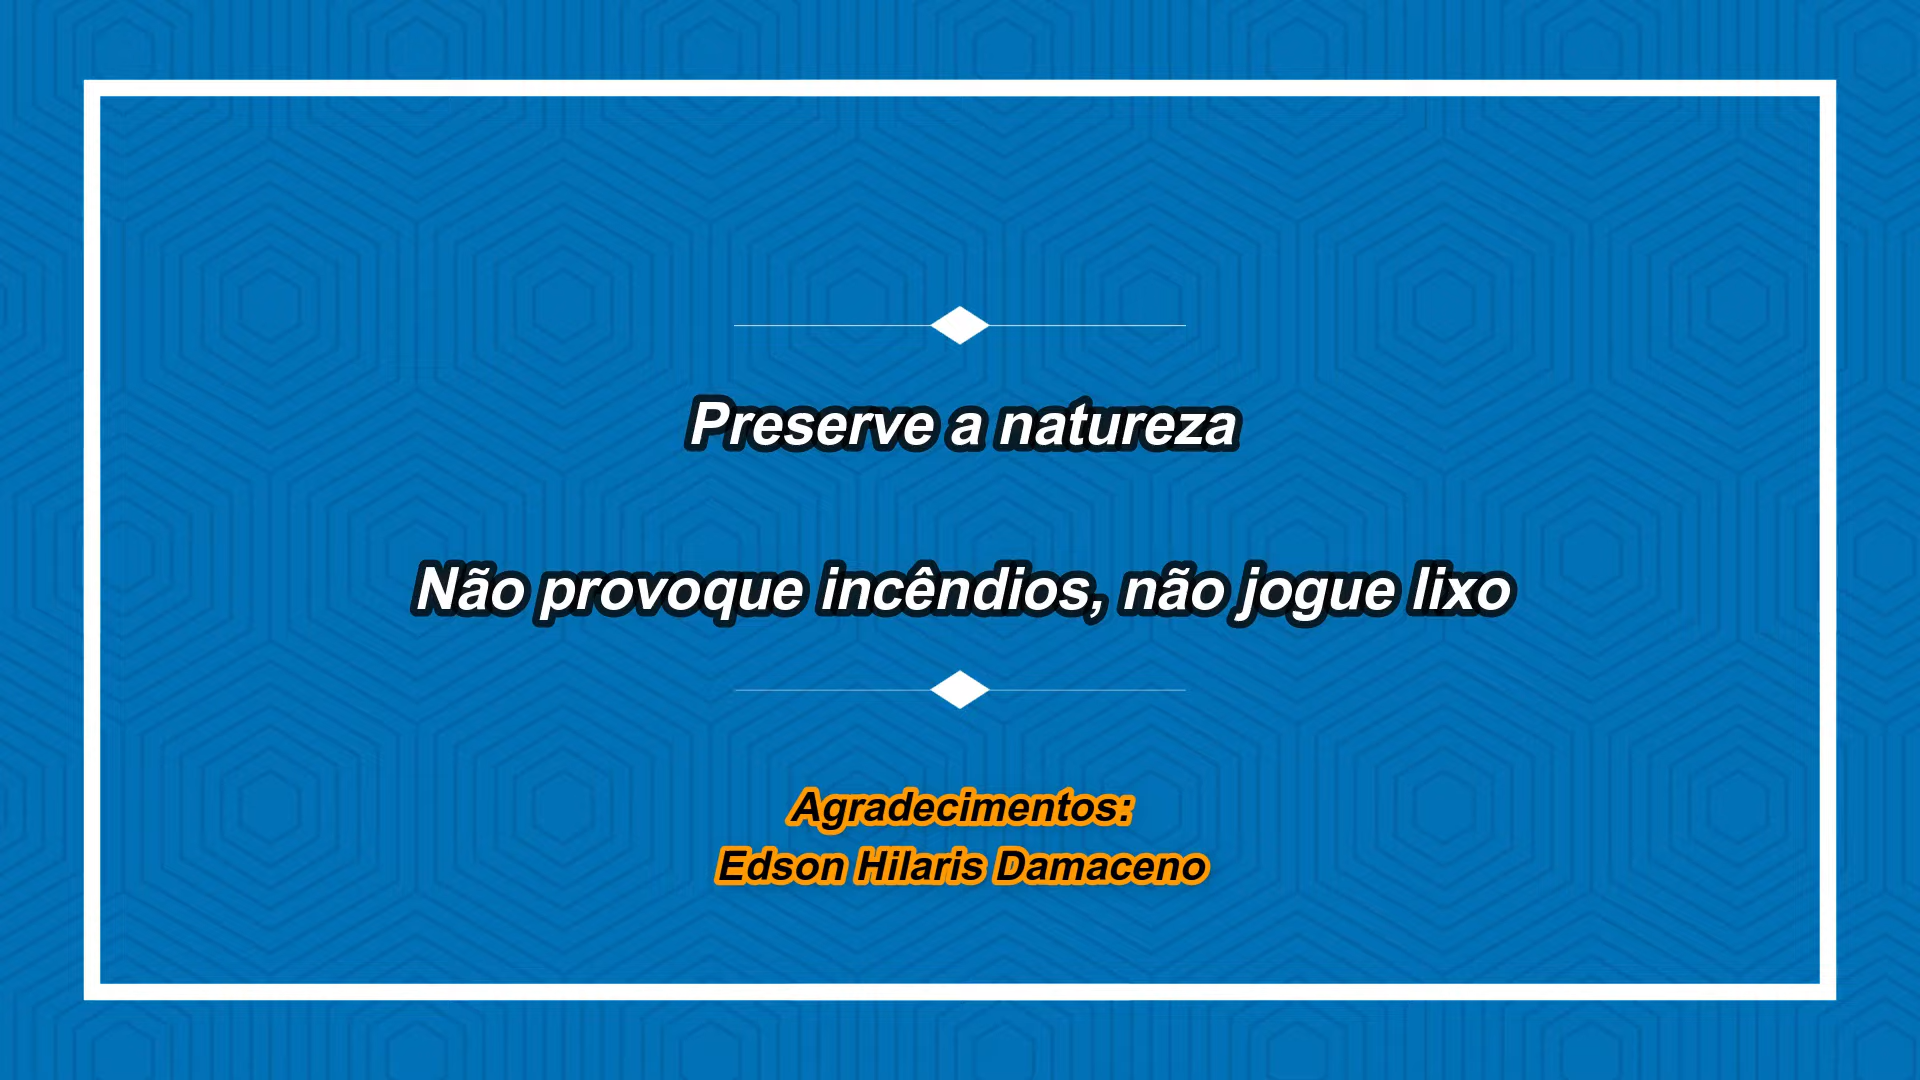 Preserve a natureza
Não provoque incêndios, não jogue lixo
Agradecimentos:
Edson Hilaris Damaceno